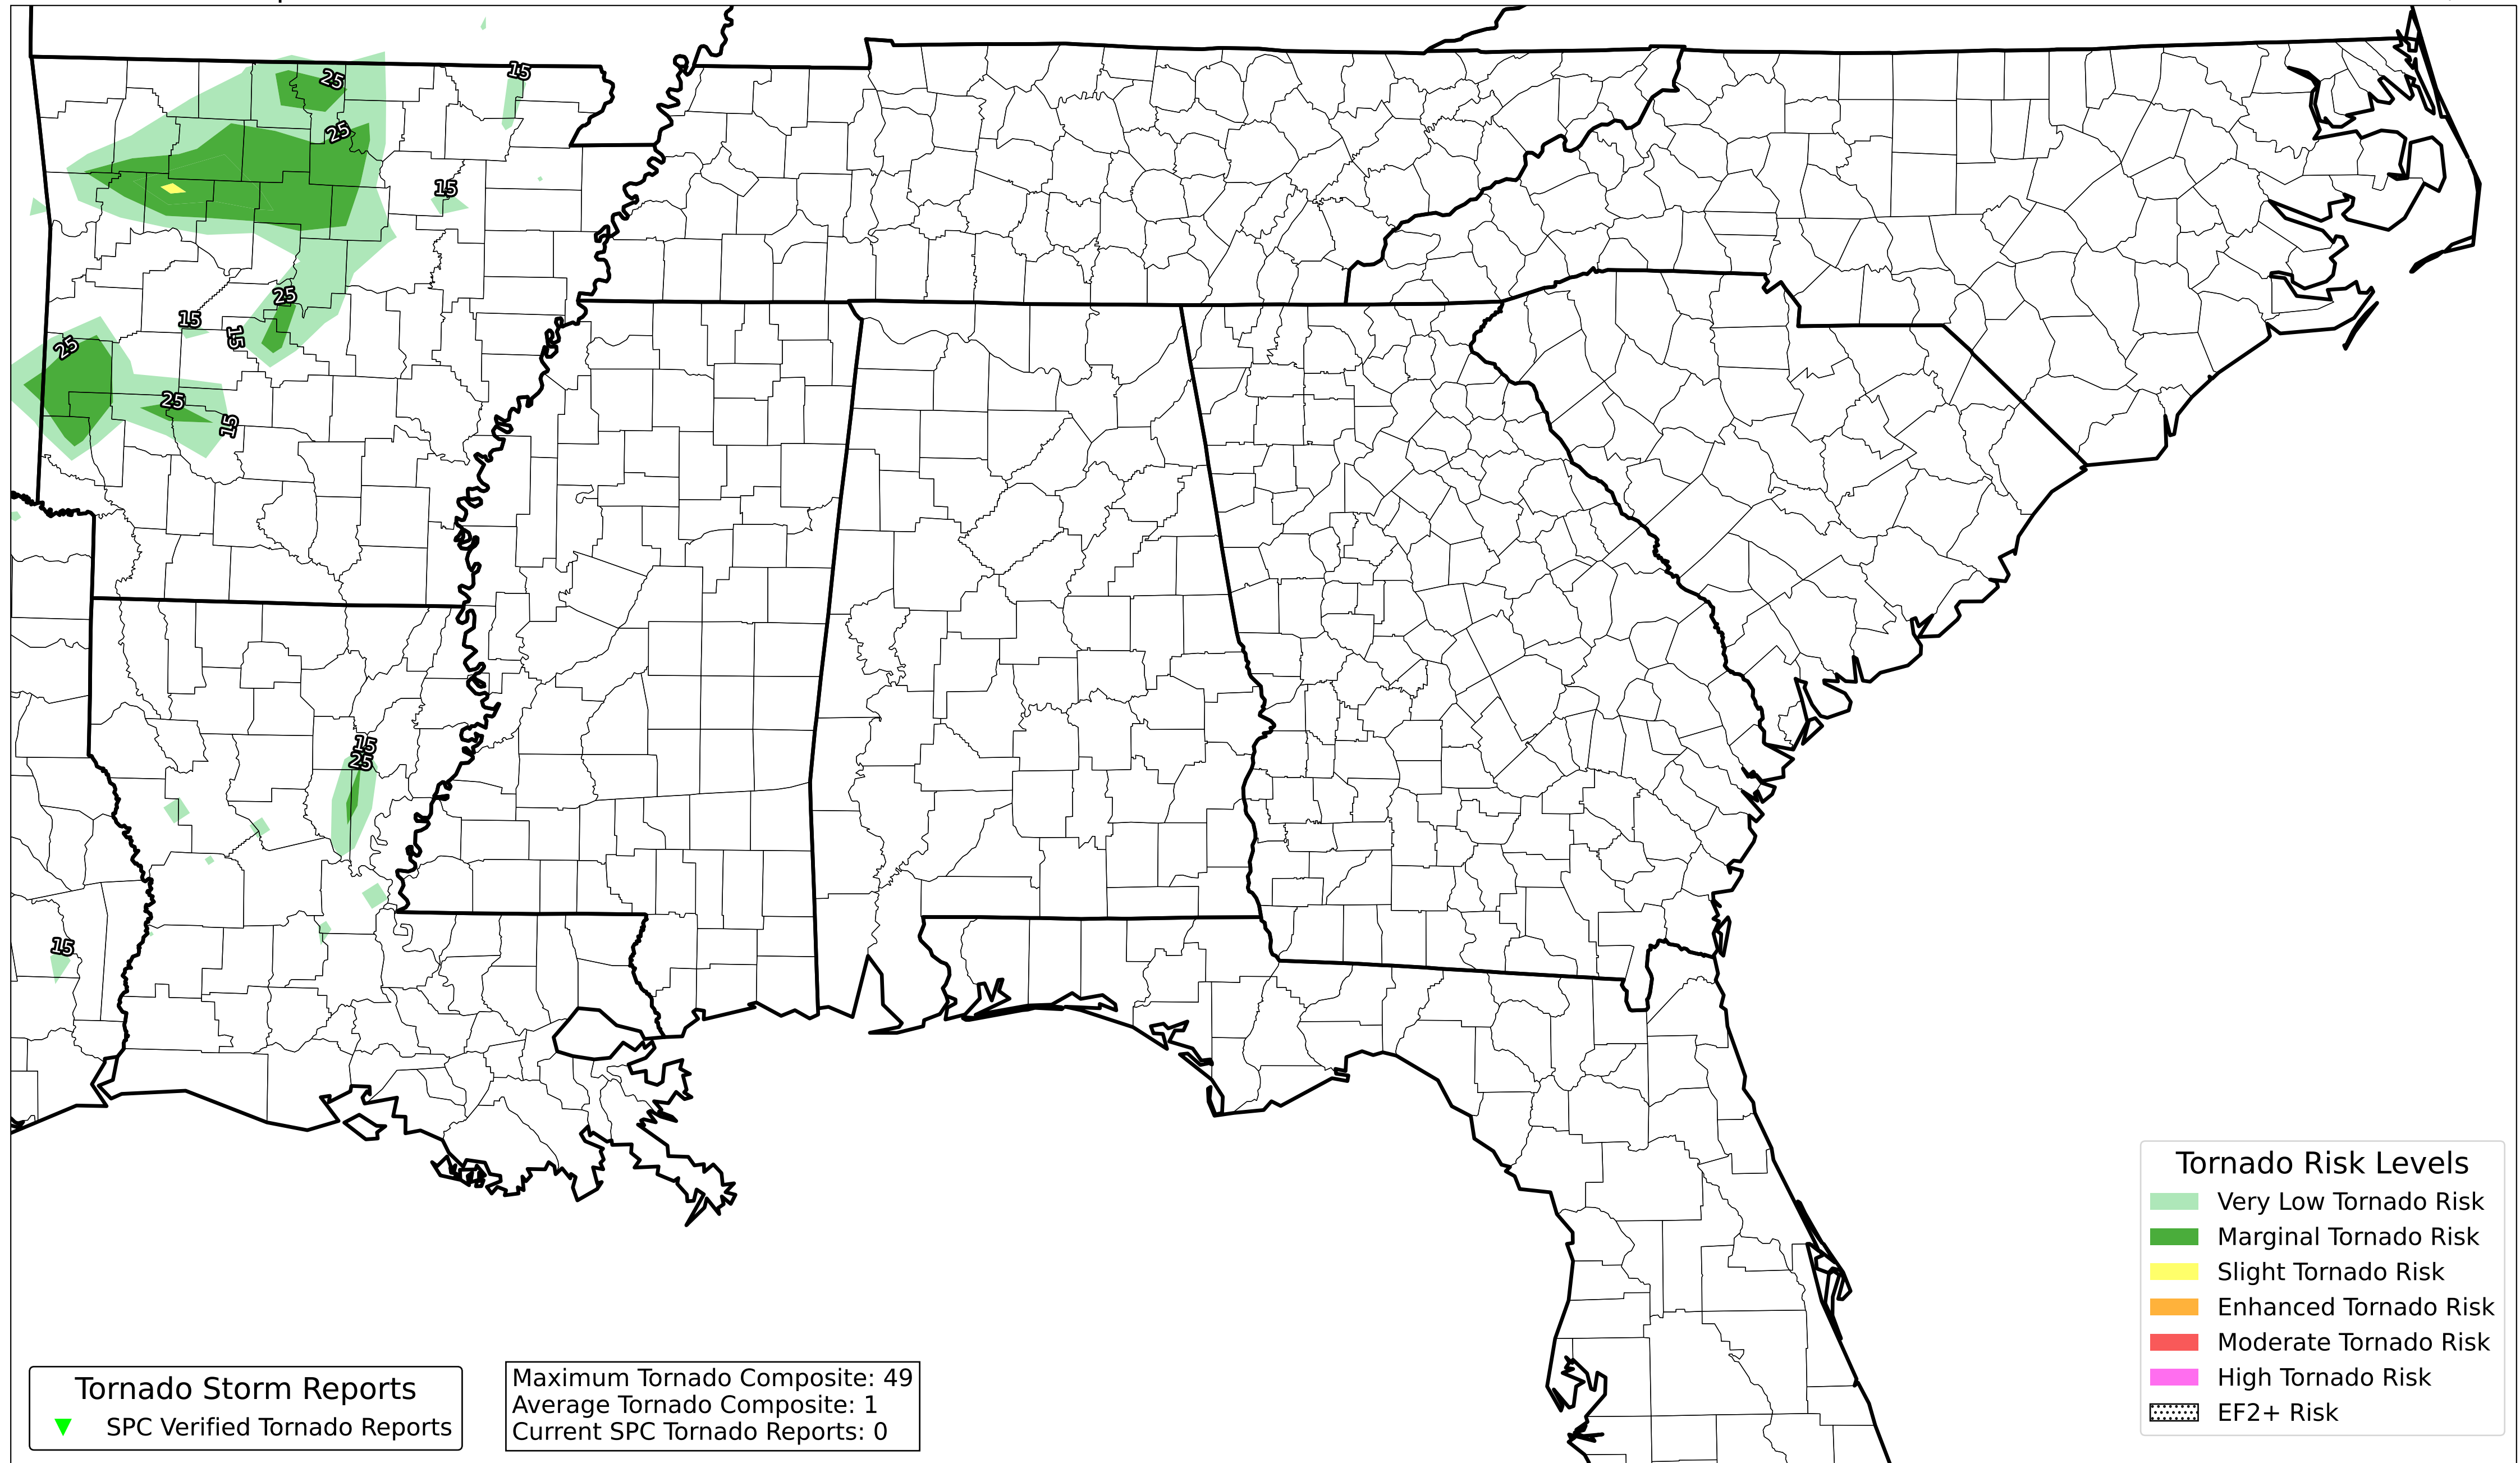 25
15
25
15
25
15
15
25
25
15
15
25
15
Tornado Risk Levels
Very Low Tornado Risk
Marginal Tornado Risk
Slight Tornado Risk
Enhanced Tornado Risk
Moderate Tornado Risk
High Tornado Risk
EF2+ Risk
Tornado Storm Reports
SPC Verified Tornado Reports
Maximum Tornado Composite: 49
Average Tornado Composite: 1
Current SPC Tornado Reports: 0